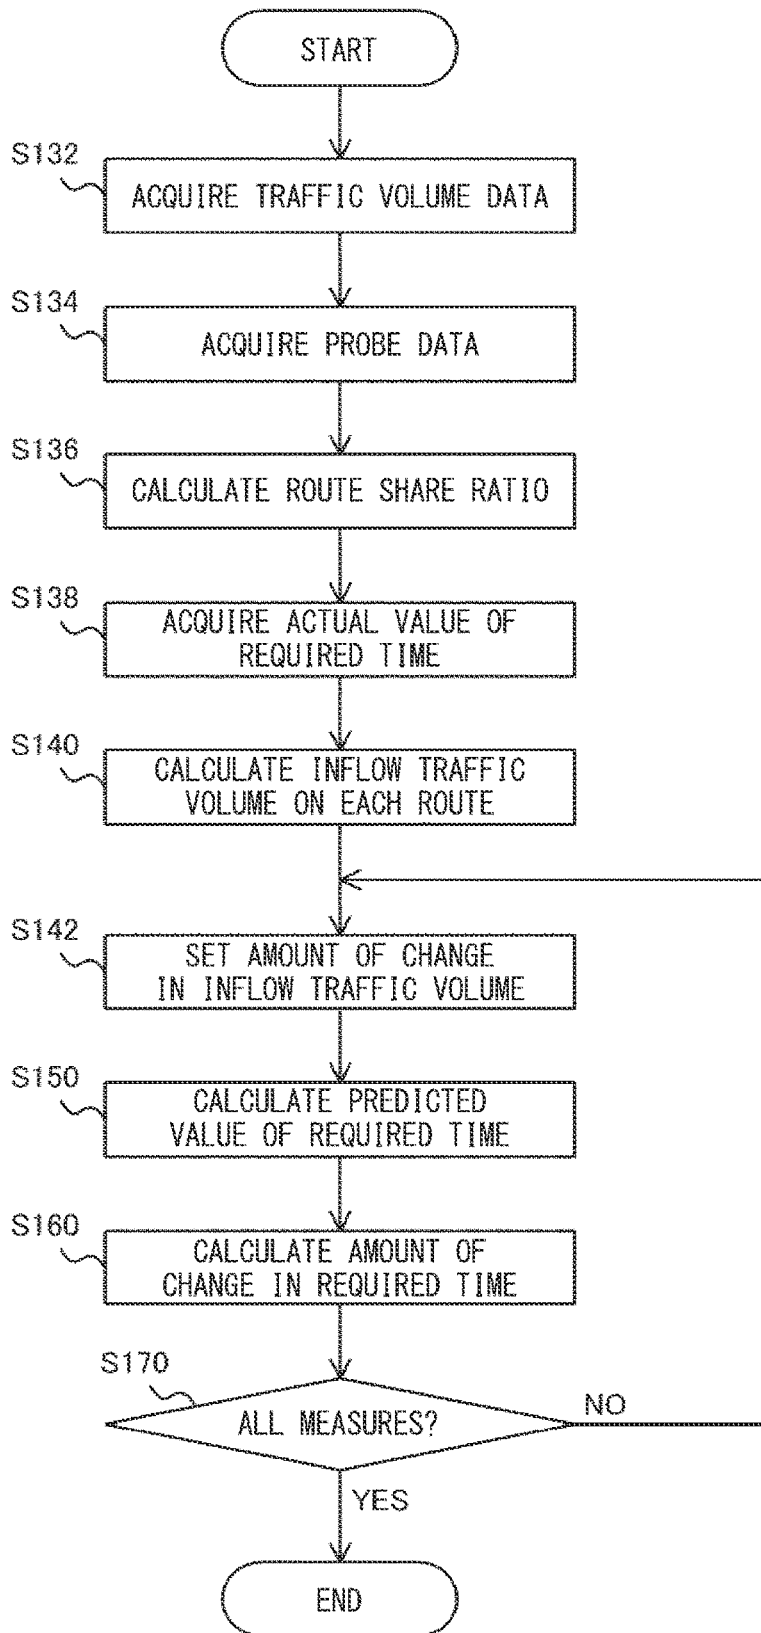 START
S132
ACQUIRE TRAFFIC VOLUME DATA
S134
ACQUIRE PROBE DATA
S136
CALCULATE ROUTE SHARE RATIO
S138
ACQUIRE ACTUAL VALUE OF
REQUIRED TIME
S140
CALCULATE INFLOW TRAFFIC
VOLUME ON EACH ROUTE
S142
SET AMOUNT OF CHANGE
IN INFLOW TRAFFIC VOLUME
S150
CALCULATE PREDICTED
VALUE OF REQUIRED TIME
S160
CALCULATE AMOUNT OF
CHANGE IN REQUIRED TIME
S170
ALL MEASURES?
NO
YES
END